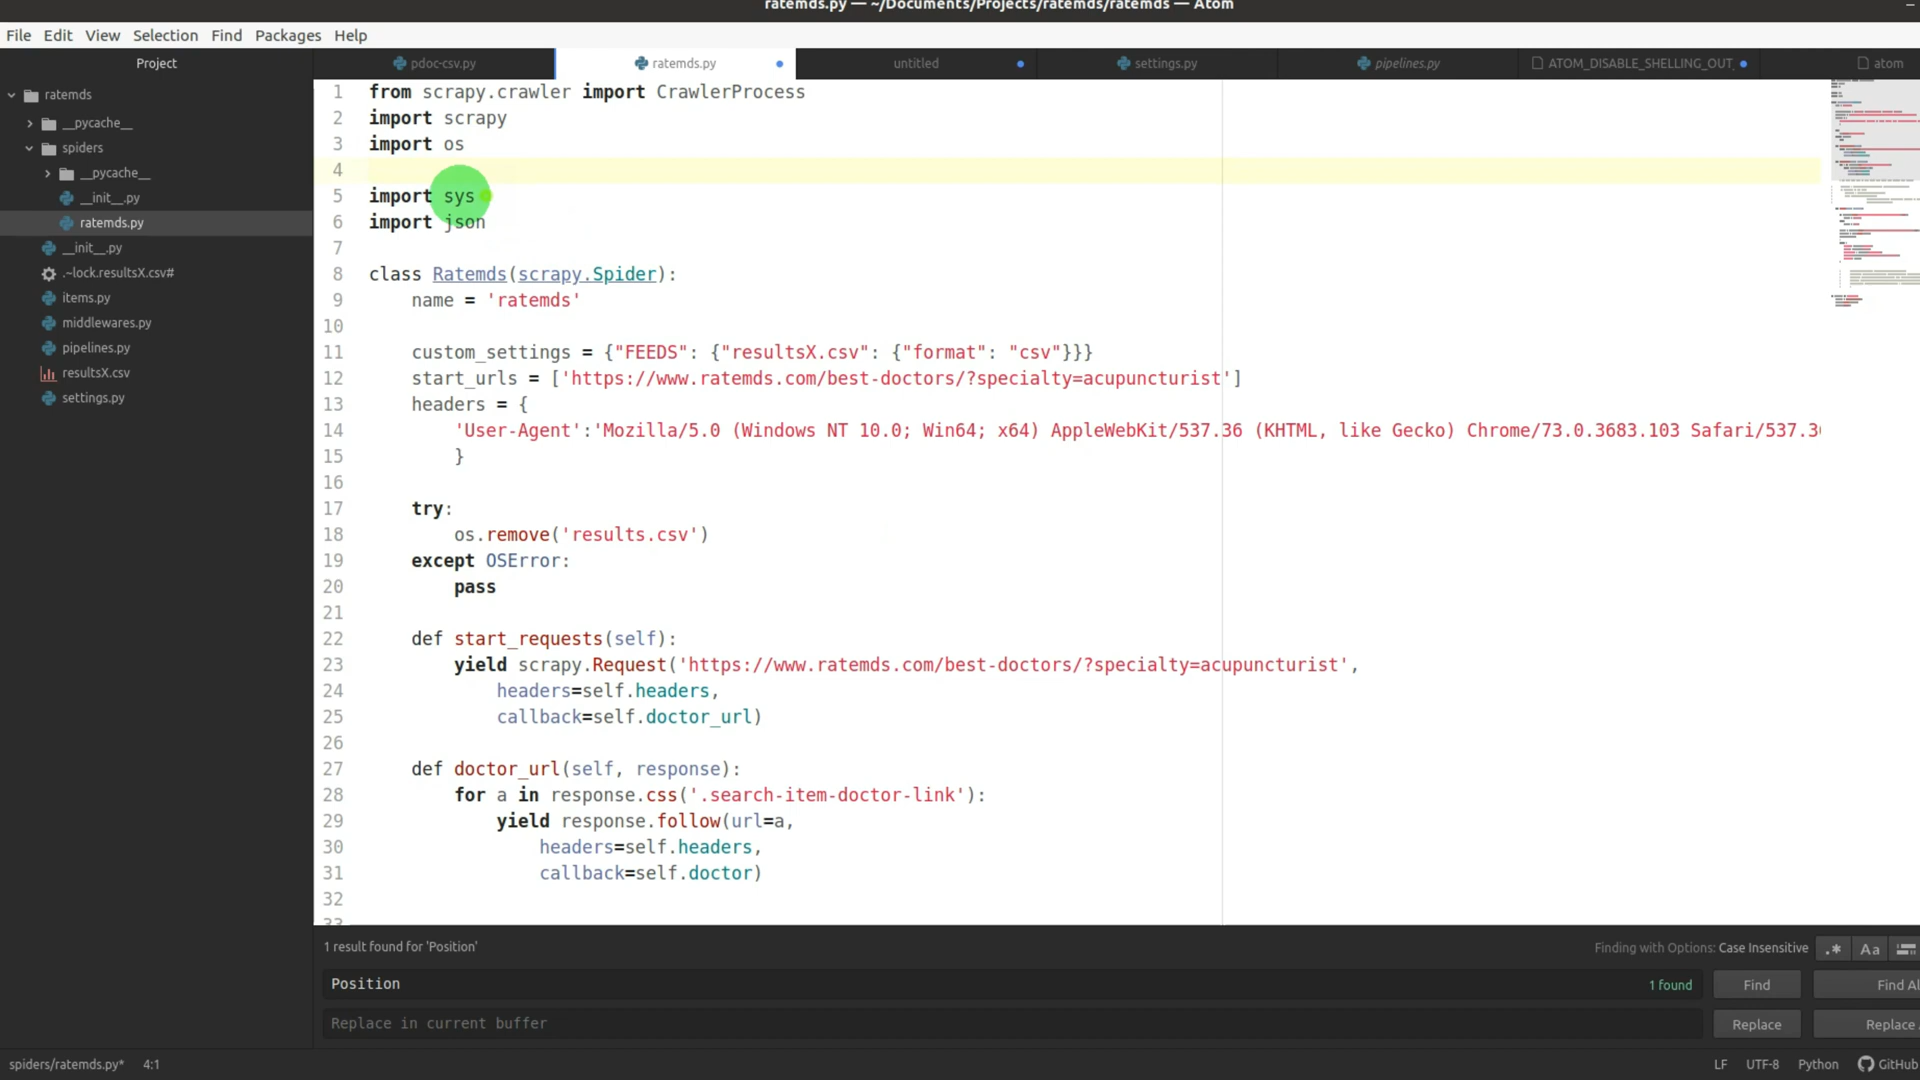 ratemds.py — ~/Documents/Projects/ratemds/ratemds — Atom
File Edit View Selection Find Packages Help
Project
pdoc-csv.py ratemds.py untitled settings.py pipelines.py ATOM_DISABLE_SHELLING_OUT_ atom
ratemds
__pycache__
spiders
__pycache__
__init__.py
ratemds.py
__init__.py
.~lock.resultsX.csv#
items.py
middlewares.py
pipelines.py
resultsX.csv
settings.py
1 from scrapy.crawler import CrawlerProcess
2 import scrapy
3 import os
4
5 import sys
6 import json
7
8 class Ratemds(scrapy.Spider):
9 name = 'ratemds'
10
11 custom_settings = {"FEEDS": {"resultsX.csv": {"format": "csv"}}}
12 start_urls = ['https://www.ratemds.com/best-doctors/?specialty=acupuncturist']
13 headers = {
14 'User-Agent':'Mozilla/5.0 (Windows NT 10.0; Win64; x64) AppleWebKit/537.36 (KHTML, like Gecko) Chrome/73.0.3683.103 Safari/537.3
15 }
16
17 try:
18 os.remove('results.csv')
19 except OSError:
20 pass
21
22 def start_requests(self):
23 yield scrapy.Request('https://www.ratemds.com/best-doctors/?specialty=acupuncturist',
24 headers=self.headers,
25 callback=self.doctor_url)
26
27 def doctor_url(self, response):
28 for a in response.css('.search-item-doctor-link'):
29 yield response.follow(url=a,
30 headers=self.headers,
31 callback=self.doctor)
32
33
1 result found for 'Position'
Finding with Options: Case Insensitive .* Aa
Position 1 found Find Find Al
Replace in current buffer Replace Replace
spiders/ratemds.py* 4:1 LF UTF-8 Python GitHub